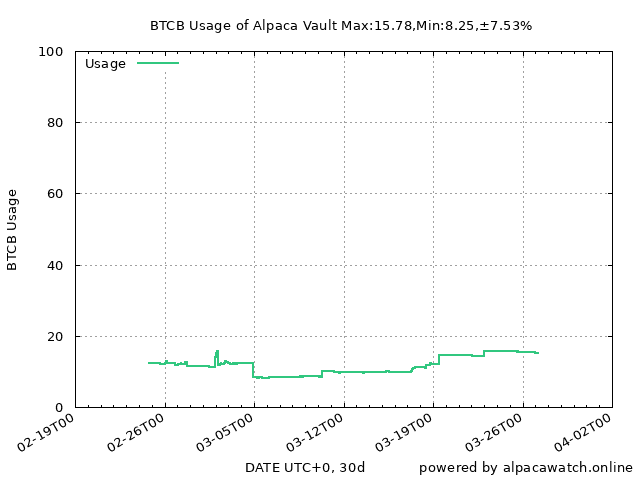 BTCB Usage of Alpaca Vault Max:15.78,Min:8.25,±7.53%
Usage
100
80
60
40
20
0
BTCB Usage
02-19T00
02-26T00
03-05T00
03-12T00
03-19T00
03-26T00
04-02T00
DATE UTC+0, 30d
powered by alpacawatch.online